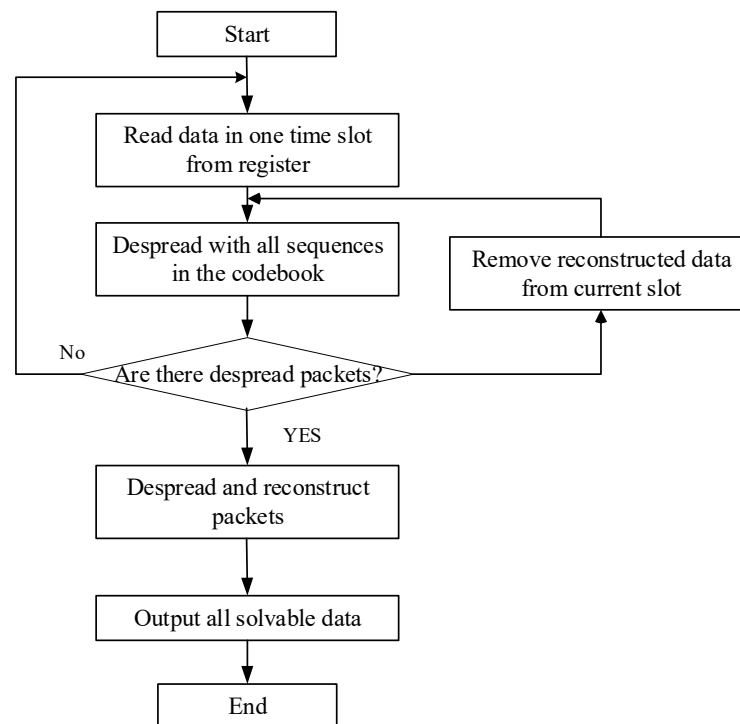 Start
Read data in one time slot
from register
Despread with all sequences
in the codebook
Remove reconstructed data
from current slot
No
Are there despread packets?
YES
Despread and reconstruct
packets
Output all solvable data
End